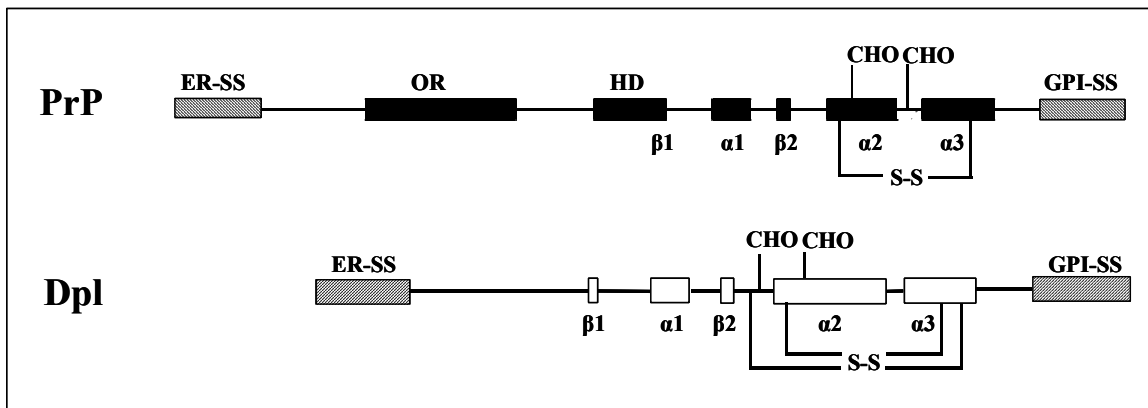 CHO CHO
ER-SS OR HD GPI-SS
PrP
β1 α1 β2 α2 α3
S-S
CHO CHO
ER-SS GPI-SS
Dpl
β1 α1 β2 α2 α3
S-S